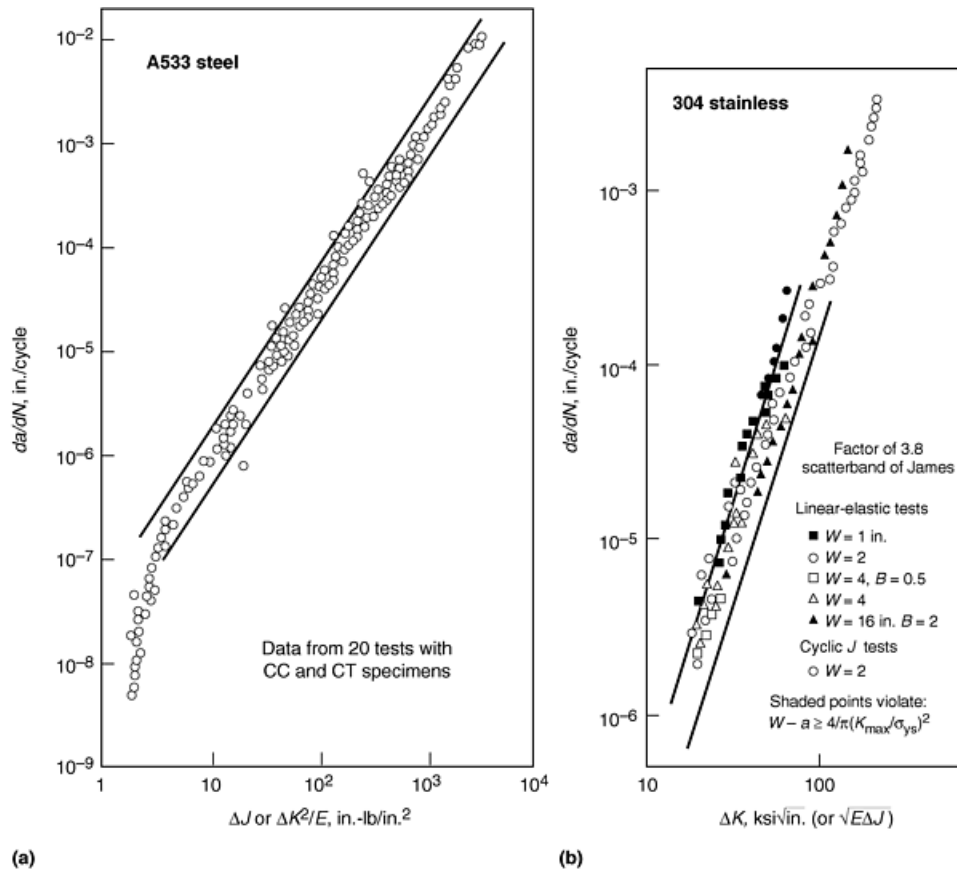 A533 steel
da/dN, in./cycle
10⁻²
10⁻³
10⁻⁴
10⁻⁵
10⁻⁶
10⁻⁷
10⁻⁸
10⁻⁹
Data from 20 tests with
CC and CT specimens
1 10 10² 10³ 10⁴
ΔJ or ΔK²/E, in.-lb/in.²
(a)
304 stainless
da/dN, in./cycle
10⁻³
10⁻⁴
10⁻⁵
10⁻⁶
Factor of 3.8
scatterband of James
Linear-elastic tests
W = 1 in.
W = 2
W = 4, B = 0.5
W = 4
W = 16 in. B = 2
Cyclic J tests
W = 2
Shaded points violate:
W – a ≥ 4/π(K_max/σ_ys)²
10 100
ΔK, ksi√in. (or √EΔJ)
(b)